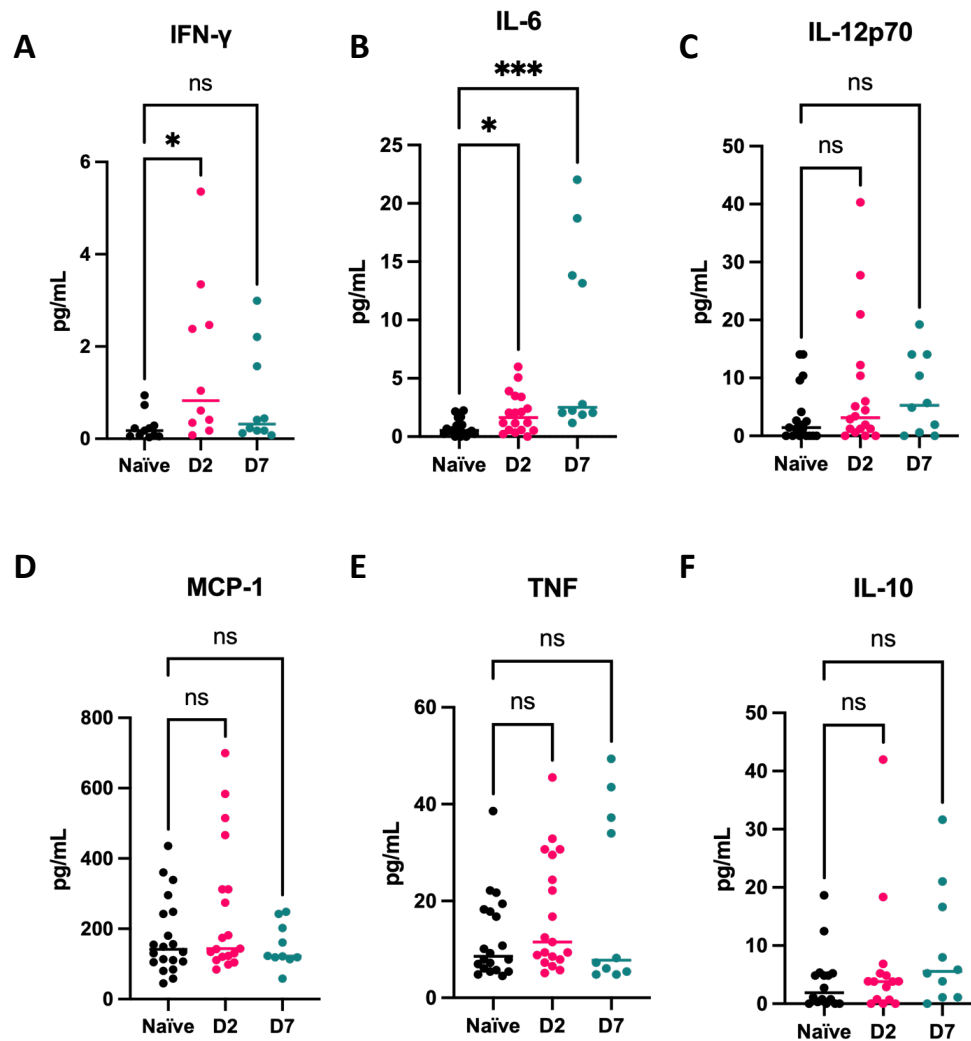 A
IFN-γ
ns
*
6
4
2
0
pg/mL
Naïve D2 D7
B
IL-6
***
*
25
20
15
10
5
0
pg/mL
Naïve D2 D7
C
IL-12p70
ns
ns
50
40
30
20
10
0
pg/mL
Naïve D2 D7
D
MCP-1
ns
ns
800
600
400
200
0
pg/mL
Naïve D2 D7
E
TNF
ns
ns
60
40
20
0
pg/mL
Naïve D2 D7
F
IL-10
ns
ns
50
40
30
20
10
0
pg/mL
Naïve D2 D7